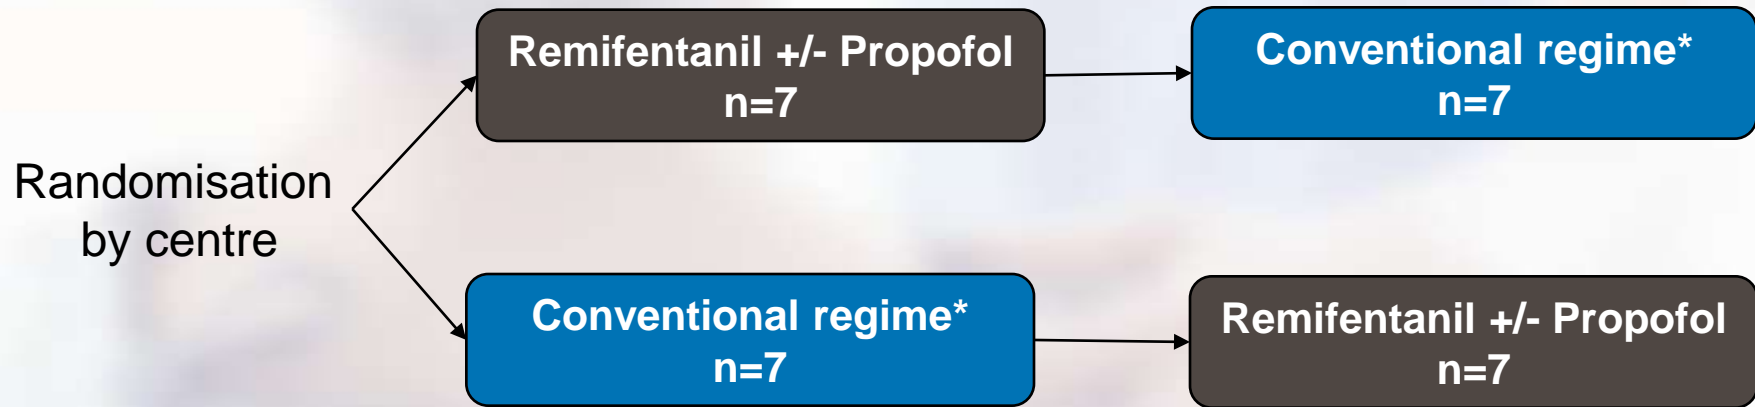 Randomisation
by centre
Remifentanil +/- Propofol
n=7
Conventional regime*
n=7
Conventional regime*
n=7
Remifentanil +/- Propofol
n=7